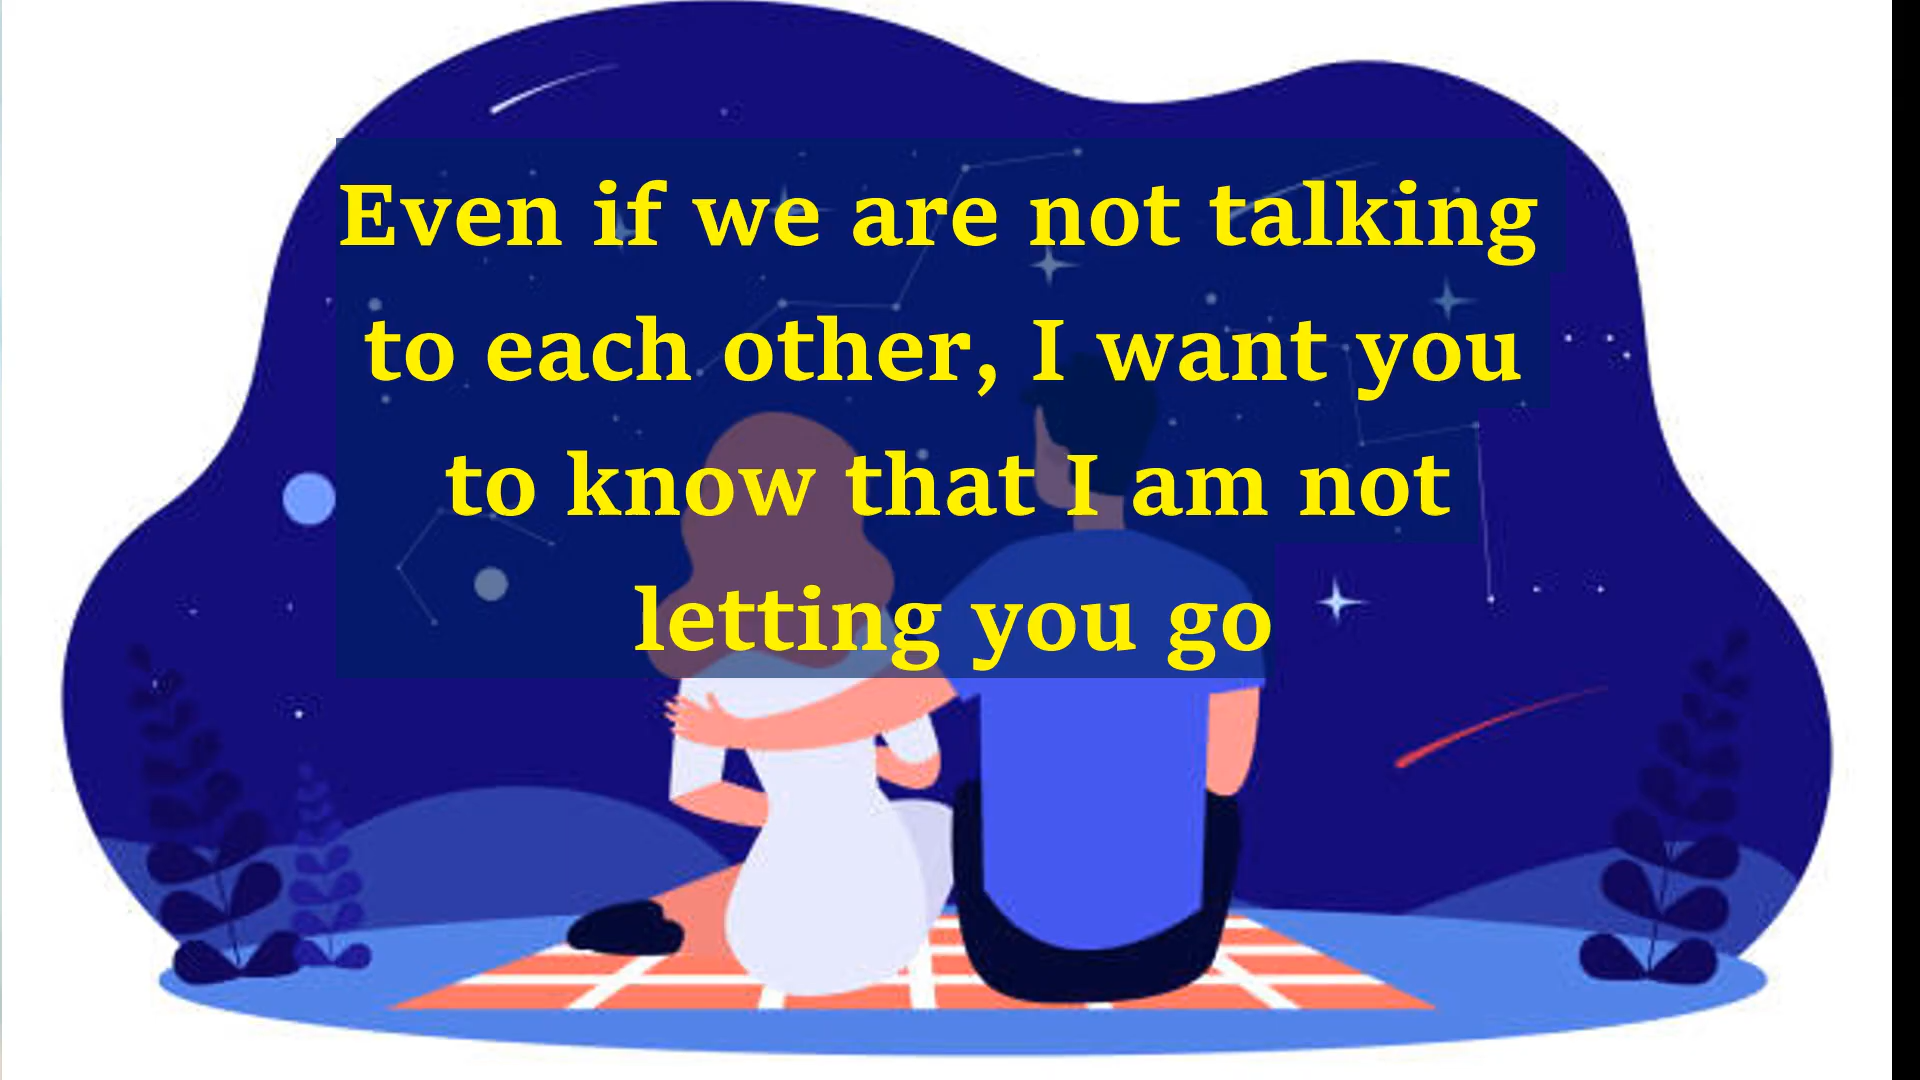 Even if we are not talking
to each other, I want you
to know that I am not
letting you go